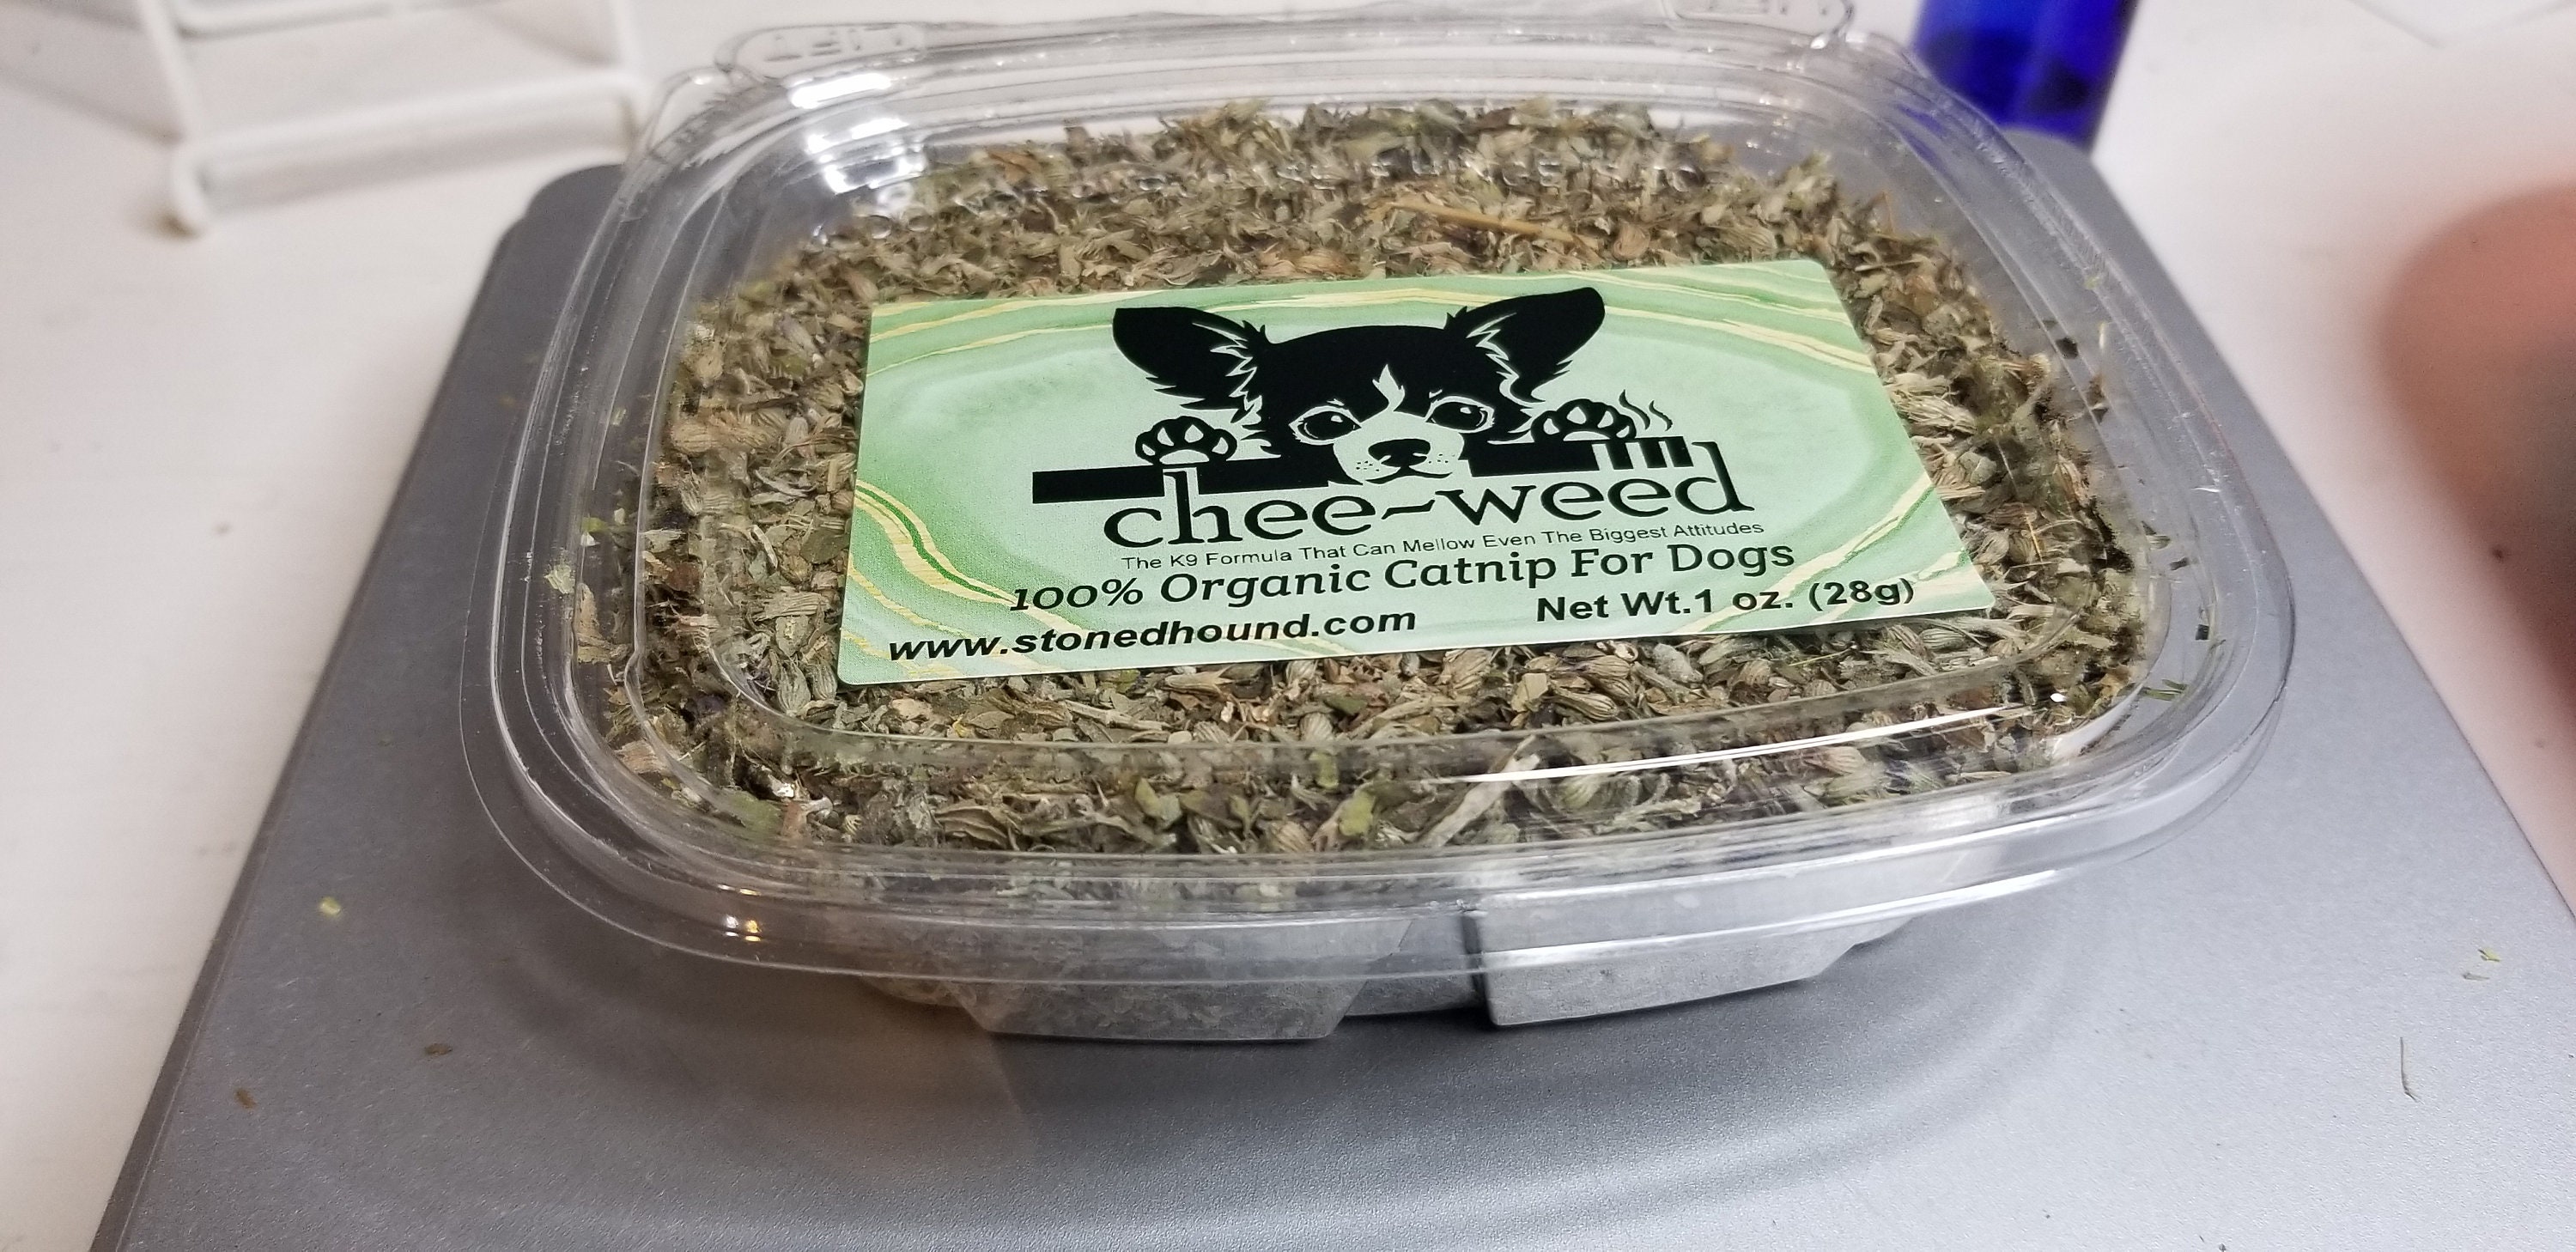 chee~weed
The K9 Formula That Can Mellow Even The Biggest Attitudes
100% Organic Catnip For Dogs
www.stonedhound.com
Net Wt.1 oz. (28g)